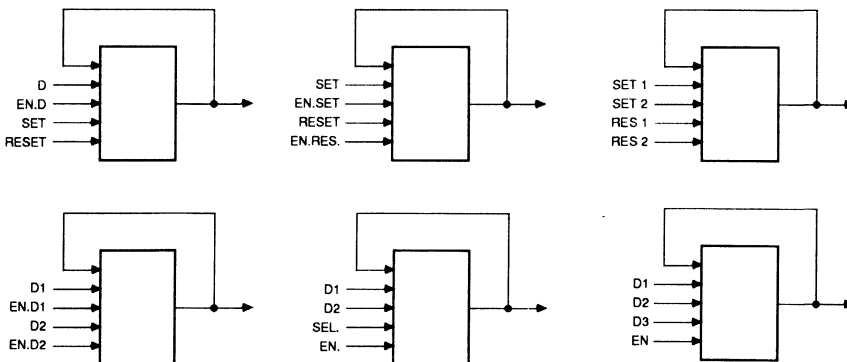 D
EN.D
SET
RESET
SET
EN.SET
RESET
EN.RES.
SET 1
SET 2
RES 1
RES 2
D1
EN.D1
D2
EN.D2
D1
D2
SEL.
EN.
D1
D2
D3
EN